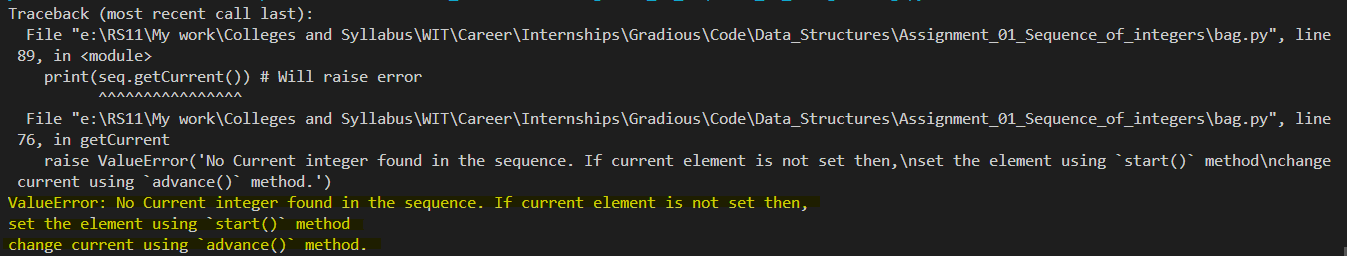 Traceback (most recent call last):
  File "e:\RS11\My work\Colleges and Syllabus\WIT\Career\Internships\Gradious\Code\Data_Structures\Assignment_01_Sequence_of_integers\bag.py", line
 89, in <module>
    print(seq.getCurrent()) # Will raise error
          ^^^^^^^^^^^^^^^^
  File "e:\RS11\My work\Colleges and Syllabus\WIT\Career\Internships\Gradious\Code\Data_Structures\Assignment_01_Sequence_of_integers\bag.py", line
 76, in getCurrent
    raise ValueError('No Current integer found in the sequence. If current element is not set then,\nset the element using `start()` method\nchange
 current using `advance()` method.')
ValueError: No Current integer found in the sequence. If current element is not set then,
set the element using `start()` method
change current using `advance()` method.